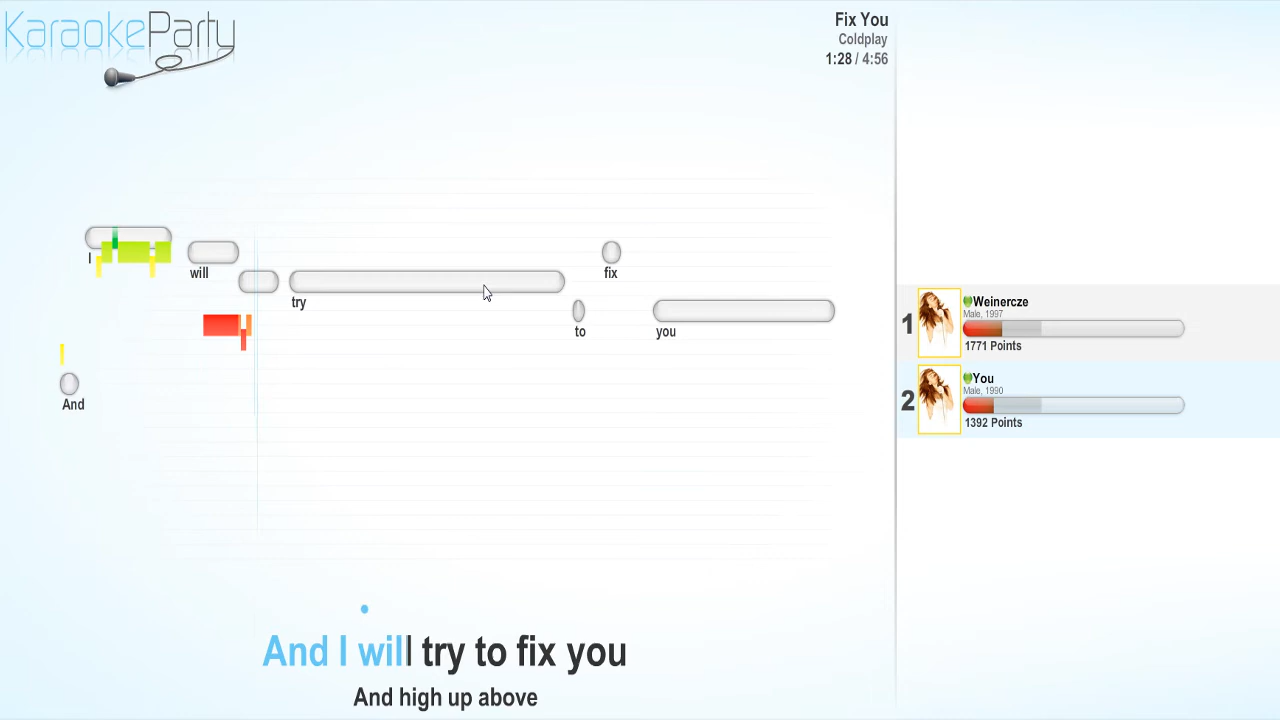 KaraokeParty
Fix You
Coldplay
1:28 / 4:56
I
will
try
to
fix
you
And
1
Weinercze
Male, 1997
1771 Points
2
You
Male, 1990
1392 Points
And I will try to fix you
And high up above